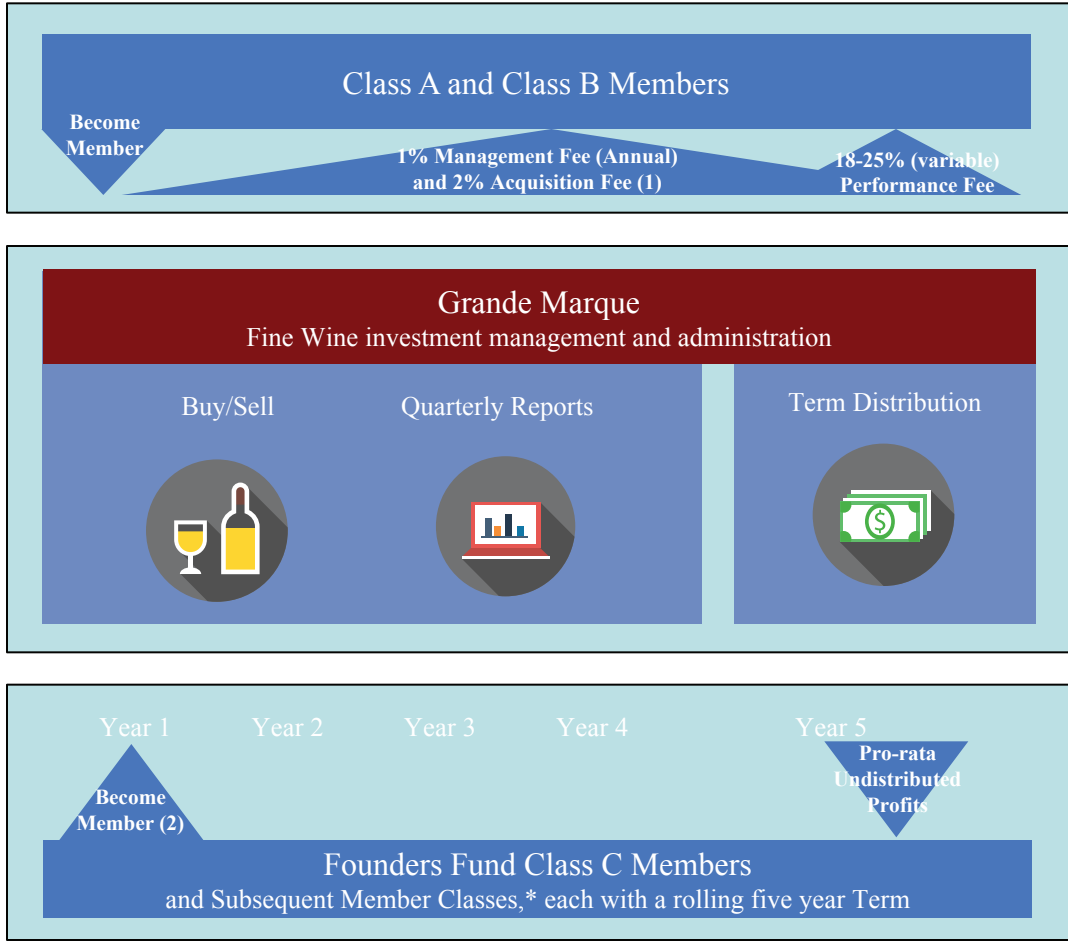 Class A and Class B Members
Become
Member
1% Management Fee (Annual)
and 2% Acquisition Fee (1)
18-25% (variable)
Performance Fee
Grande Marque
Fine Wine investment management and administration
Buy/Sell
Quarterly Reports
Term Distribution
$
Year 1
Year 2
Year 3
Year 4
Year 5
Become
Member (2)
Pro-rata
Undistributed
Profits
Founders Fund Class C Members
and Subsequent Member Classes,* each with a rolling five year Term